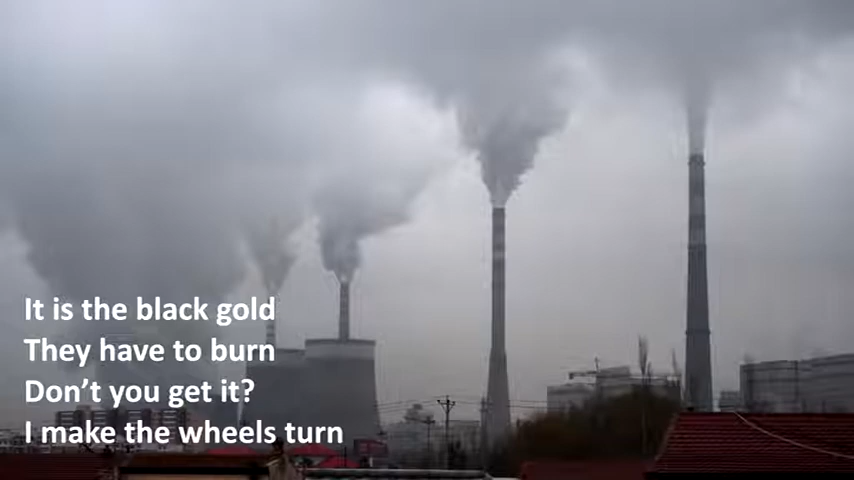 It is the black gold
They have to burn
Don’t you get it?
I make the wheels turn